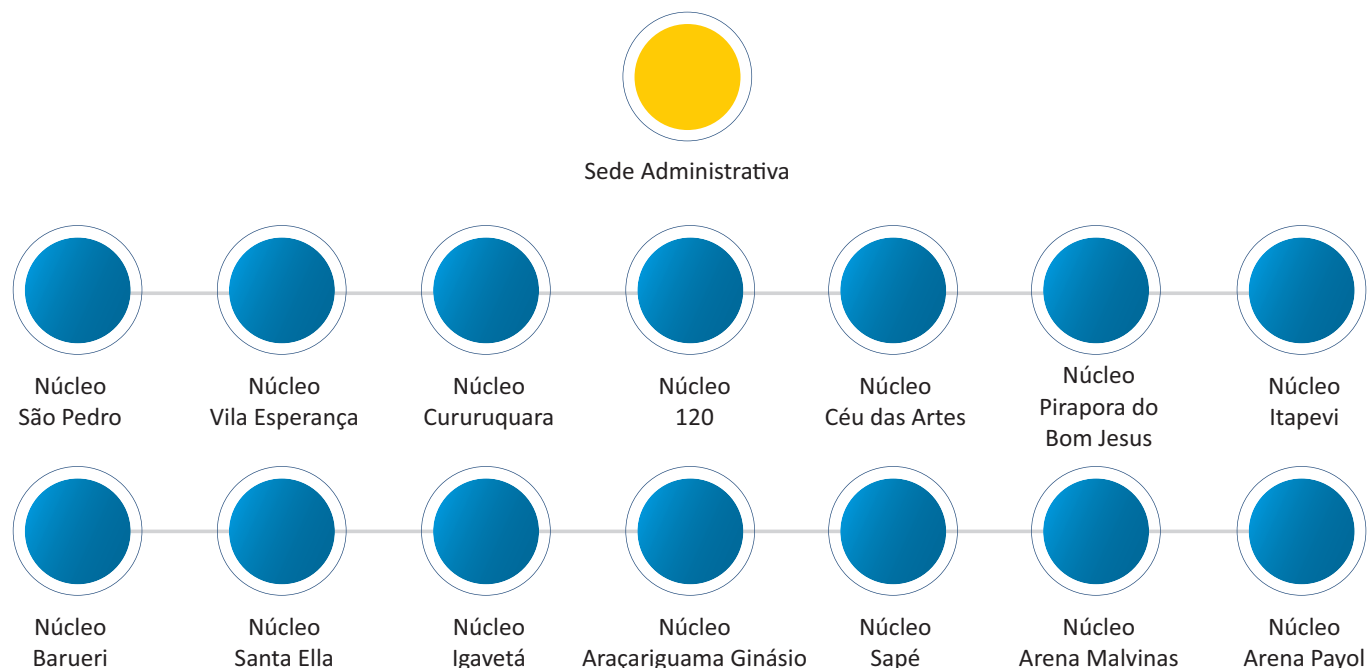 Sede Administrativa
Núcleo
São Pedro
Núcleo
Vila Esperança
Núcleo
Cururuquara
Núcleo
120
Núcleo
Céu das Artes
Núcleo
Pirapora do
Bom Jesus
Núcleo
Itapevi
Núcleo
Barueri
Núcleo
Santa Ella
Núcleo
Igavetá
Núcleo
Araçariguama Ginásio
Núcleo
Sapé
Núcleo
Arena Malvinas
Núcleo
Arena Payol